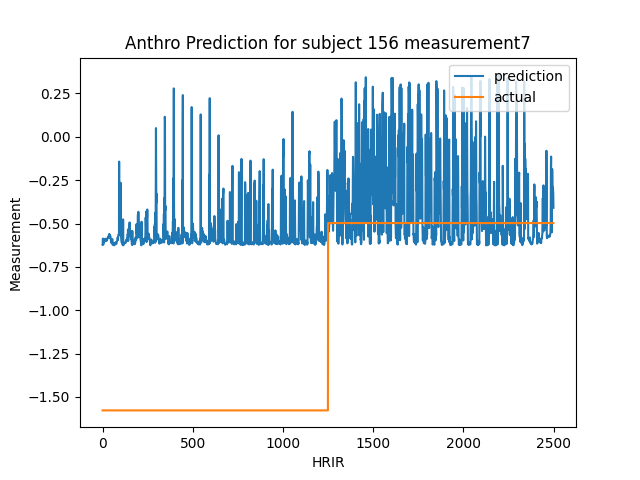 Anthro Prediction for subject 156 measurement7
prediction
actual
0.25
0.00
−0.25
−0.50
−0.75
−1.00
−1.25
−1.50
Measurement
0
500
1000
1500
2000
2500
HRIR